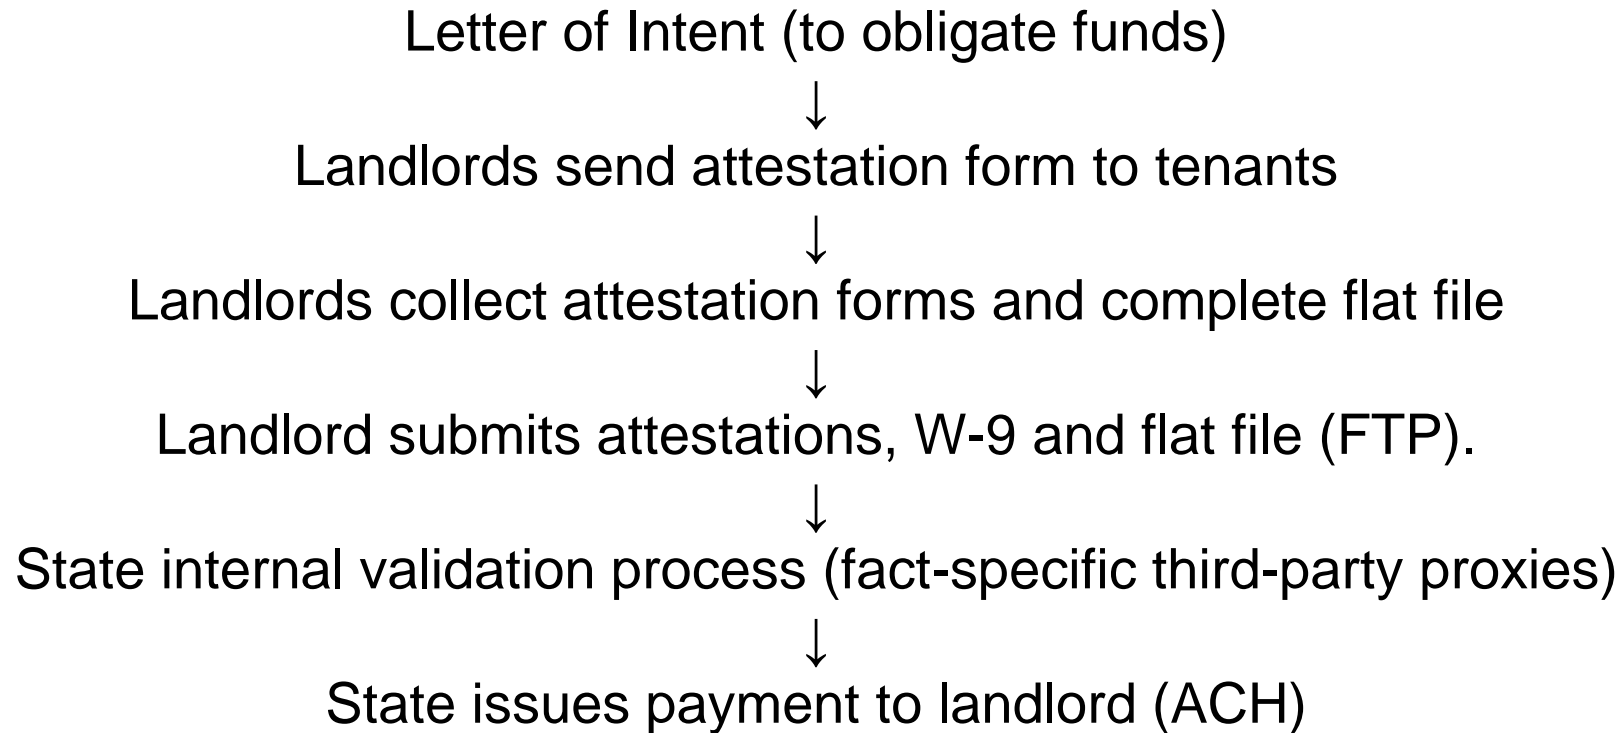 Letter of Intent (to obligate funds)
↓
Landlords send attestation form to tenants
↓
Landlords collect attestation forms and complete flat file
↓
Landlord submits attestations, W-9 and flat file (FTP).
↓
State internal validation process (fact-specific third-party proxies)
↓
State issues payment to landlord (ACH)